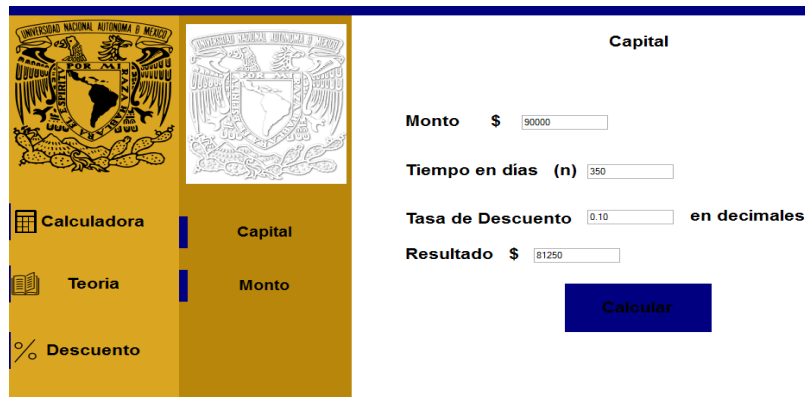 UNIVERSIDAD NACIONAL AUTONOMA D MEXICO
POR MI RAZA HABLARA EL ESPIRITU
Calculadora
Teoria
Descuento
Capital
Monto
Capital
Monto $ 90000
Tiempo en días (n) 350
Tasa de Descuento 0.10 en decimales
Resultado $ 81250
Calcular